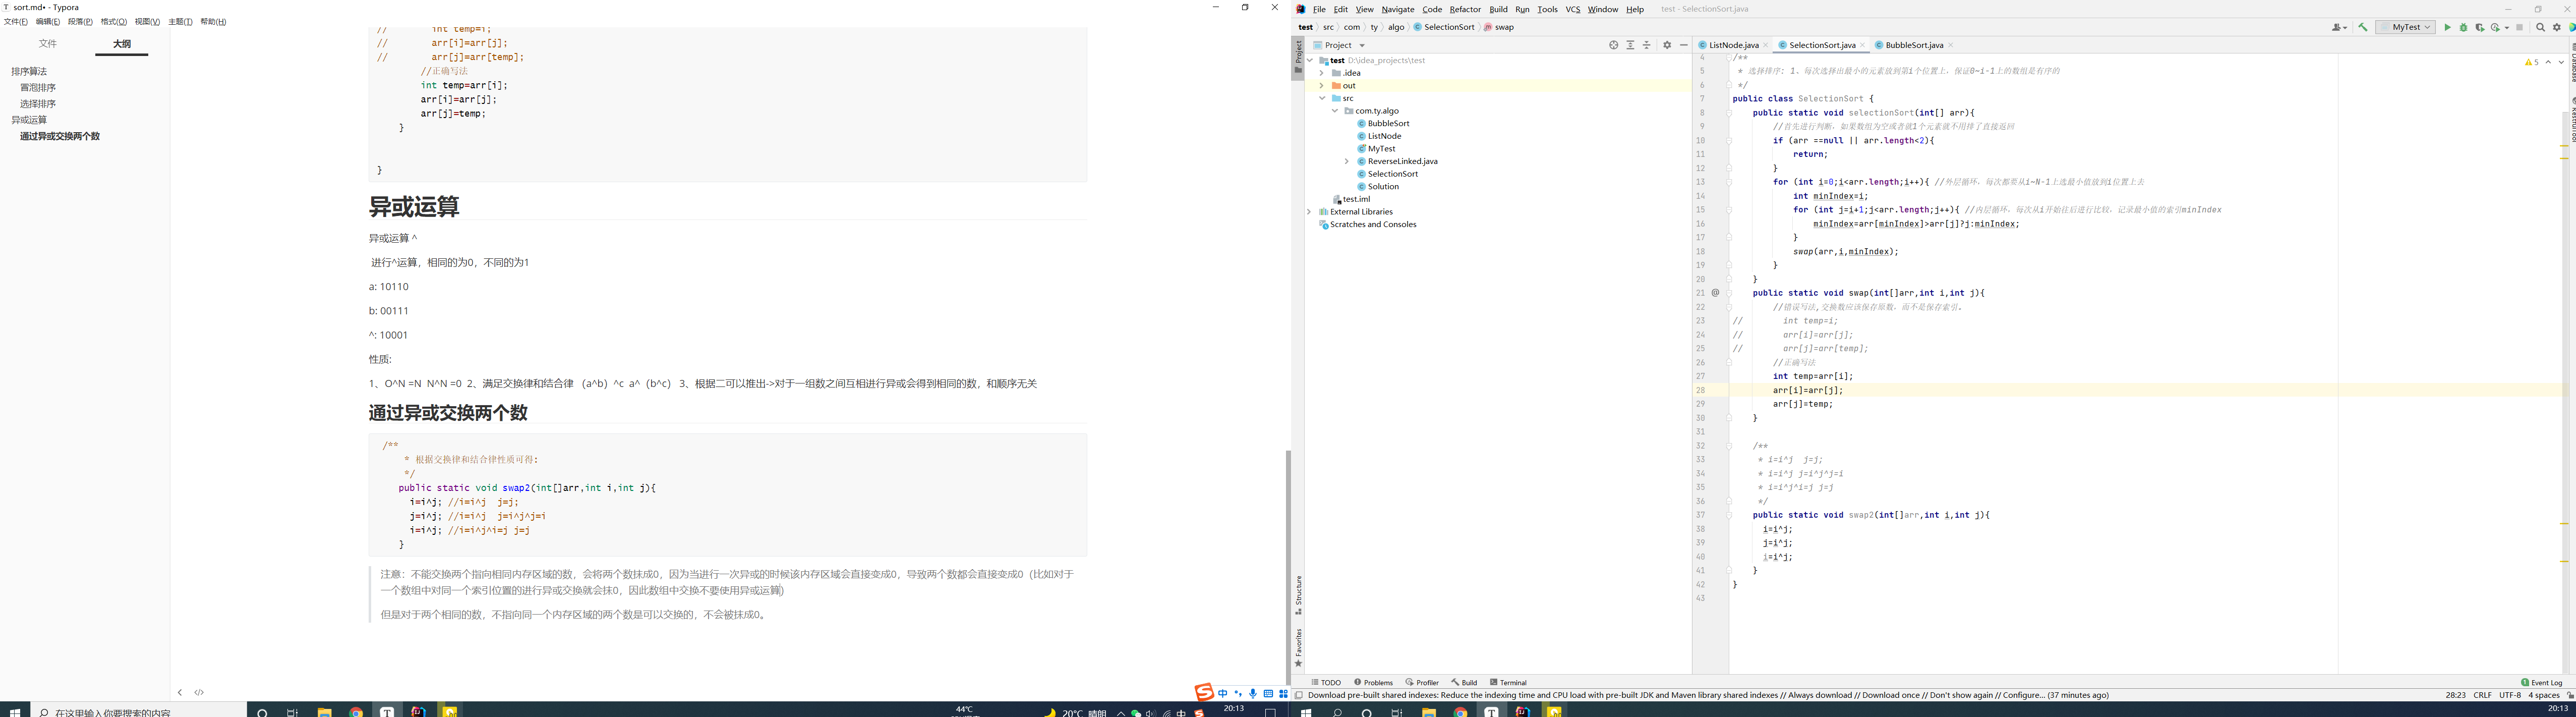 sort.md• - Typora
文件(F) 编辑(E) 段落(P) 格式(O) 视图(V) 主题(T) 帮助(H)
文件 大纲
排序算法
冒泡排序
选择排序
异或运算
通过异或交换两个数
// int temp=i;
// arr[i]=arr[j];
// arr[j]=arr[temp];
//正确写法
int temp=arr[i];
arr[i]=arr[j];
arr[j]=temp;
}
}
异或运算
异或运算 ^
进行^运算，相同的为0，不同的为1
a: 10110
b: 00111
^: 10001
性质:
1、O^N =N N^N =0 2、满足交换律和结合律 （a^b）^c a^（b^c） 3、根据二可以推出->对于一组数之间互相进行异或会得到相同的数，和顺序无关
通过异或交换两个数
/**
* 根据交换律和结合律性质可得:
*/
public static void swap2(int[]arr,int i,int j){
i=i^j; //i=i^j j=j;
j=i^j; //i=i^j j=i^j^j=i
i=i^j; //i=i^j^i=j j=j
}
注意：不能交换两个指向相同内存区域的数，会将两个数抹成0，因为当进行一次异或的时候该内存区域会直接变成0，导致两个数都会直接变成0（比如对于
一个数组中对同一个索引位置的进行异或交换就会抹0，因此数组中交换不要使用异或运算）
但是对于两个相同的数，不指向同一个内存区域的两个数是可以交换的，不会被抹成0。
中
在这里输入你要搜索的内容
44℃
20℃ 晴朗
中
20:13
File Edit View Navigate Code Refactor Build Run Tools VCS Window Help test - SelectionSort.java
test src com ty algo SelectionSort swap
MyTest
Project
ListNode.java SelectionSort.java BubbleSort.java
test D:\idea_projects\test
.idea
out
src
com.ty.algo
BubbleSort
ListNode
MyTest
ReverseLinked.java
SelectionSort
Solution
test.iml
External Libraries
Scratches and Consoles
Project
Structure
Favorites
5
Database
RestfulTool
4 /**
5 * 选择排序: 1、每次选择出最小的元素放到第i个位置上，保证0~i-1上的数组是有序的
6 */
7 public class SelectionSort {
8 public static void selectionSort(int[] arr){
9 //首先进行判断，如果数组为空或者就1个元素就不用排了直接返回
10 if (arr ==null || arr.length<2){
11 return;
12 }
13 for (int i=0;i<arr.length;i++){ //外层循环，每次都要从i~N-1上选最小值放到i位置上去
14 int minIndex=i;
15 for (int j=i+1;j<arr.length;j++){ //内层循环，每次从i开始往后进行比较，记录最小值的索引minIndex
16 minIndex=arr[minIndex]>arr[j]?j:minIndex;
17 }
18 swap(arr,i,minIndex);
19 }
20 }
21 @ public static void swap(int[]arr,int i,int j){
22 //错误写法,交换数应该保存原数，而不是保存索引。
23 // int temp=i;
24 // arr[i]=arr[j];
25 // arr[j]=arr[temp];
26 //正确写法
27 int temp=arr[i];
28 arr[i]=arr[j];
29 arr[j]=temp;
30 }
31
32 /**
33 * i=i^j j=j;
34 * i=i^j j=i^j^j=i
35 * i=i^j^i=j j=j
36 */
37 public static void swap2(int[]arr,int i,int j){
38 i=i^j;
39 j=i^j;
40 i=i^j;
41 }
42 }
43
TODO Problems Profiler Build Terminal
Event Log
Download pre-built shared indexes: Reduce the indexing time and CPU load with pre-built JDK and Maven library shared indexes // Always download // Download once // Don't show again // Configure... (37 minutes ago)
28:23 CRLF UTF-8 4 spaces
20:13